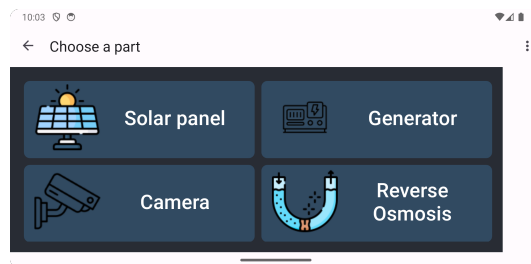 10:03
Choose a part
Solar panel
Generator
Camera
Reverse
Osmosis